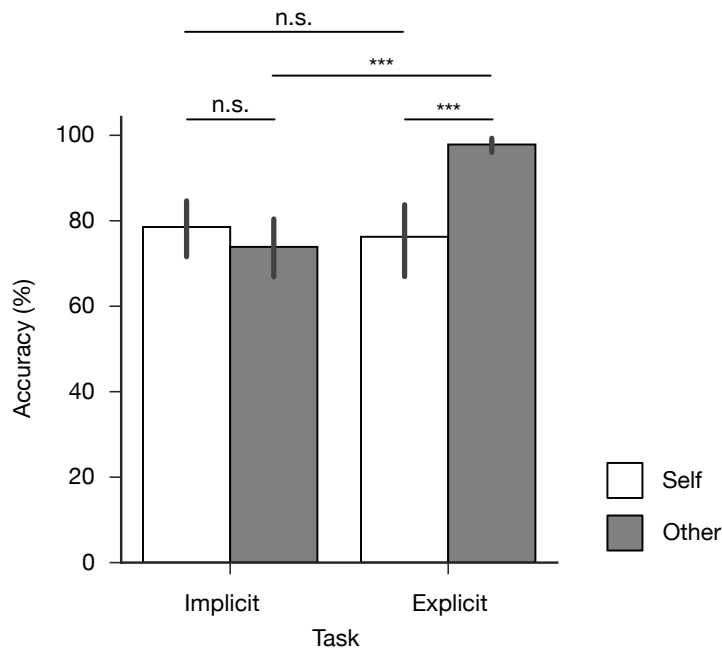 n.s.
***
n.s.
***
100
80
60
40
20
0
Accuracy (%)
Implicit
Explicit
Task
Self
Other